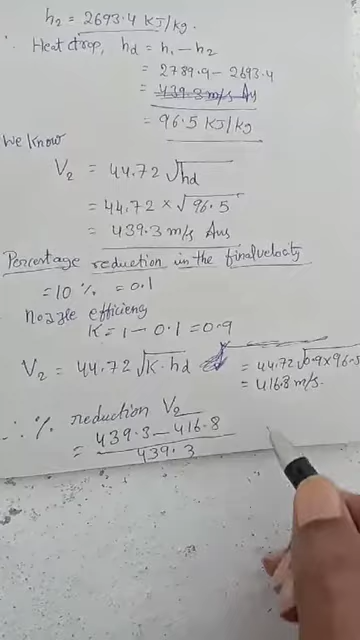 h₂ = 2693.4 KJ/kg.
∴ Heat drop, hd = h₁ - h₂
= 2789.9 - 2693.4
= 439.3 m/s Ans
= 96.5 KJ/kg
We know
V₂ = 44.72 √hd
= 44.72 × √96.5
= 439.3 m/s Ans
Percentage reduction in the final velocity
= 10 % = 0.1
Nozzle efficieny
K = 1 - 0.1 = 0.9
V₂ = 44.72 √K. hd = 44.72 √0.9 × 96.5
= 416.8 m/s.
∴ % reduction V₂
= 439.3 - 416.8
439.3